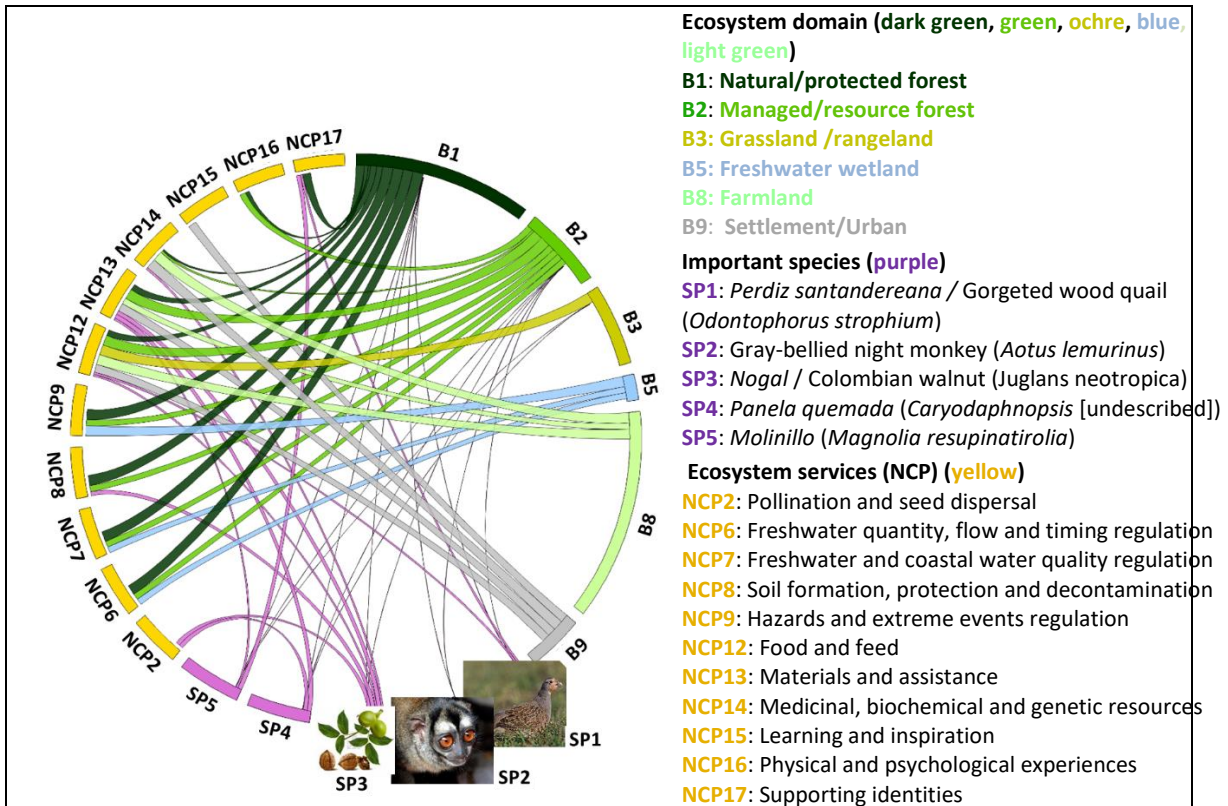 Ecosystem domain (dark green, green, ochre, blue,
light green)
B1: Natural/protected forest
B2: Managed/resource forest
B3: Grassland /rangeland
B5: Freshwater wetland
B8: Farmland
B9: Settlement/Urban
Important species (purple)
SP1: Perdiz santandereana / Gorgeted wood quail
(Odontophorus strophium)
SP2: Gray-bellied night monkey (Aotus lemurinus)
SP3: Nogal / Colombian walnut (Juglans neotropica)
SP4: Panela quemada (Caryodaphnopsis [undescribed])
SP5: Molinillo (Magnolia resupinatirolia)
Ecosystem services (NCP) (yellow)
NCP2: Pollination and seed dispersal
NCP6: Freshwater quantity, flow and timing regulation
NCP7: Freshwater and coastal water quality regulation
NCP8: Soil formation, protection and decontamination
NCP9: Hazards and extreme events regulation
NCP12: Food and feed
NCP13: Materials and assistance
NCP14: Medicinal, biochemical and genetic resources
NCP15: Learning and inspiration
NCP16: Physical and psychological experiences
NCP17: Supporting identities
B1
B2
B3
B5
B8
B9
SP1
SP2
SP3
SP4
SP5
NCP2
NCP6
NCP7
NCP8
NCP9
NCP12
NCP13
NCP14
NCP15
NCP16
NCP17